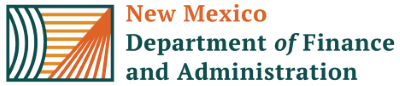 New Mexico
Department of Finance
and Administration